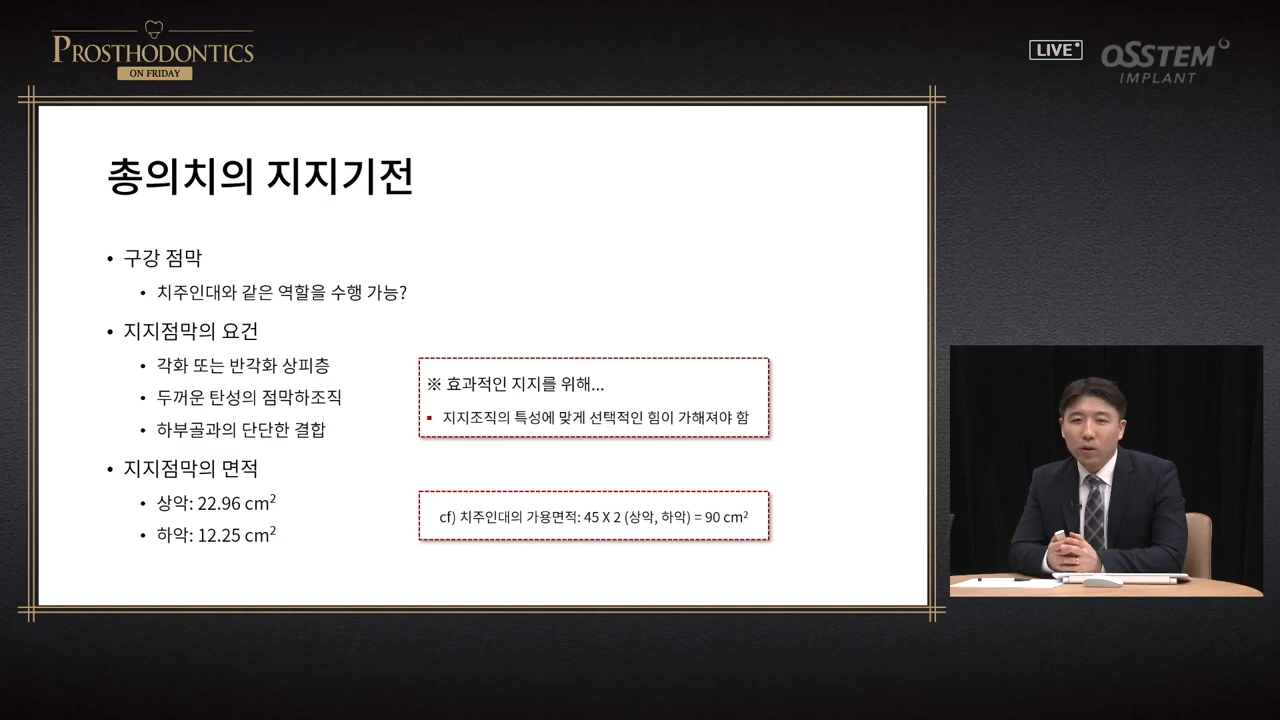 PROSTHODONTICS
ON FRIDAY
LIVE
OSSTEM
IMPLANT
총의치의 지지기전
• 구강 점막
• 치주인대와 같은 역할을 수행 가능?
• 지지점막의 요건
• 각화 또는 반각화 상피층
• 두꺼운 탄성의 점막하조직
• 하부골과의 단단한 결합
※ 효과적인 지지를 위해...
▪ 지지조직의 특성에 맞게 선택적인 힘이 가해져야 함
• 지지점막의 면적
• 상악: 22.96 cm²
• 하악: 12.25 cm²
cf) 치주인대의 가용면적: 45 X 2 (상악, 하악) = 90 cm²